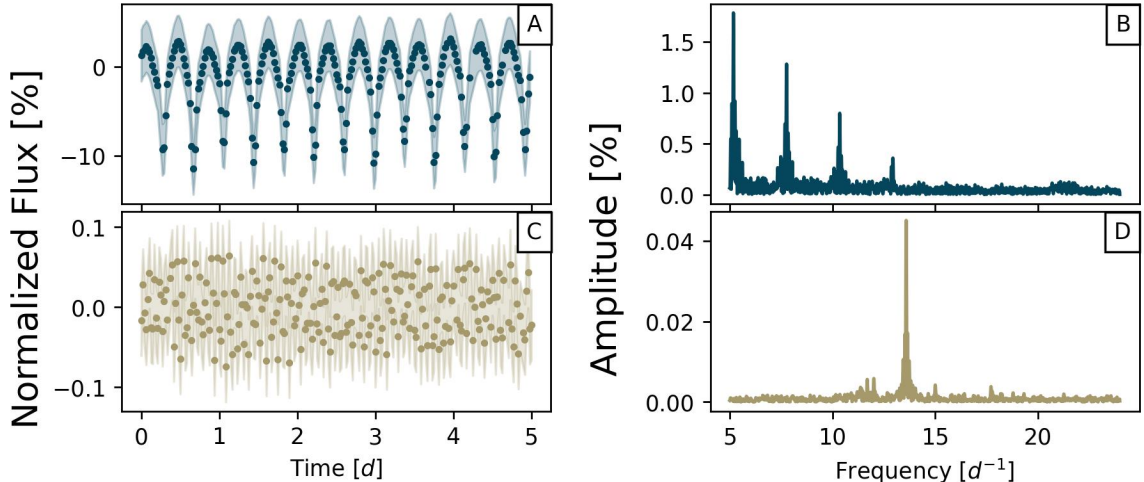 Normalized Flux [%]
0
−10
A
0.1
0.0
−0.1
C
0 1 2 3 4 5
Time [d]
Amplitude [%]
1.5
1.0
0.5
0.0
B
0.04
0.02
0.00
D
5 10 15 20
Frequency [d⁻¹]